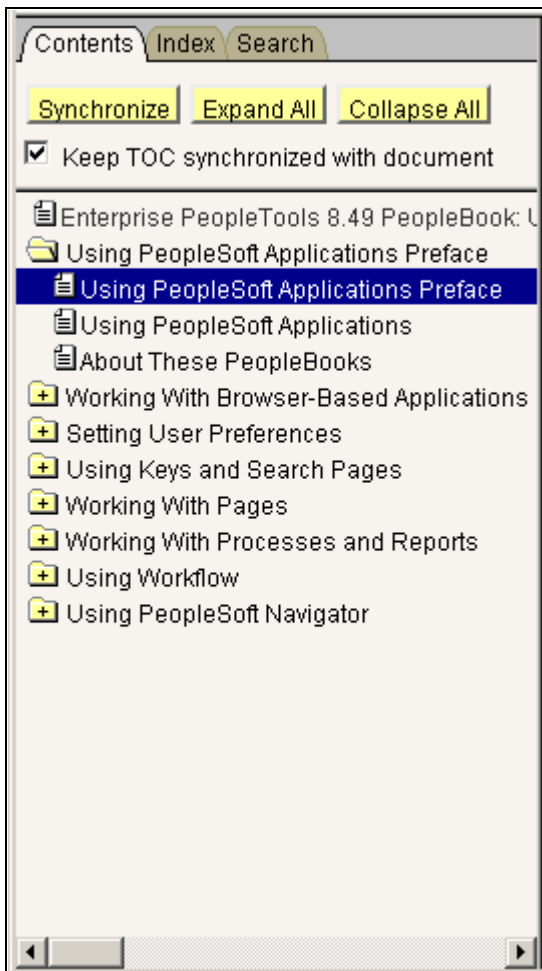 Contents Index Search
Synchronize Expand All Collapse All
Keep TOC synchronized with document
Enterprise PeopleTools 8.49 PeopleBook:
Using PeopleSoft Applications Preface
Using PeopleSoft Applications Preface
Using PeopleSoft Applications
About These PeopleBooks
Working With Browser-Based Applications
Setting User Preferences
Using Keys and Search Pages
Working With Pages
Working With Processes and Reports
Using Workflow
Using PeopleSoft Navigator